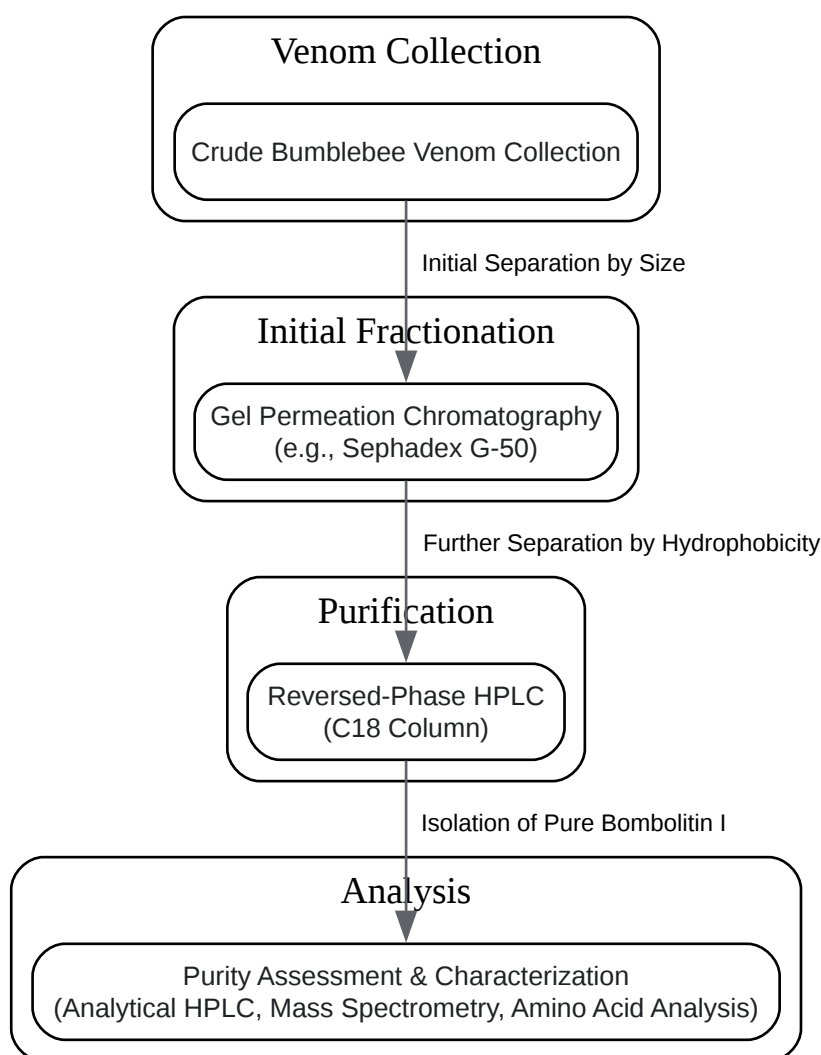 Venom Collection
Crude Bumblebee Venom Collection
Initial Separation by Size
Initial Fractionation
Gel Permeation Chromatography
(e.g., Sephadex G-50)
Further Separation by Hydrophobicity
Purification
Reversed-Phase HPLC
(C18 Column)
Isolation of Pure Bombolitin I
Analysis
Purity Assessment & Characterization
(Analytical HPLC, Mass Spectrometry, Amino Acid Analysis)